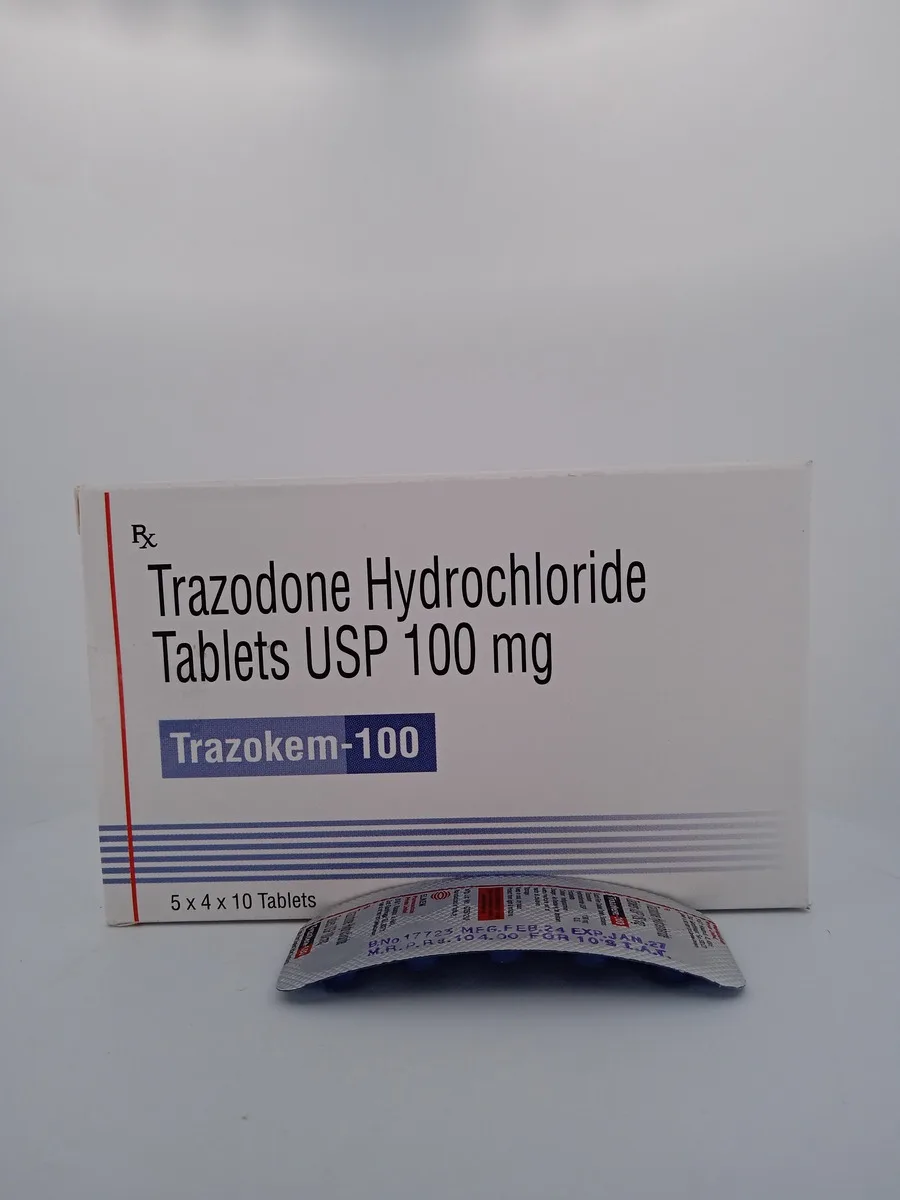 Rx
Trazodone Hydrochloride
Tablets USP 100 mg
Trazokem-100
5 x 4 x 10 Tablets
B.No 17723 MFG.FEB.24 EXP.JAN.27
M.R.P.Rs.104.00 FOR 10'S I.A.T.